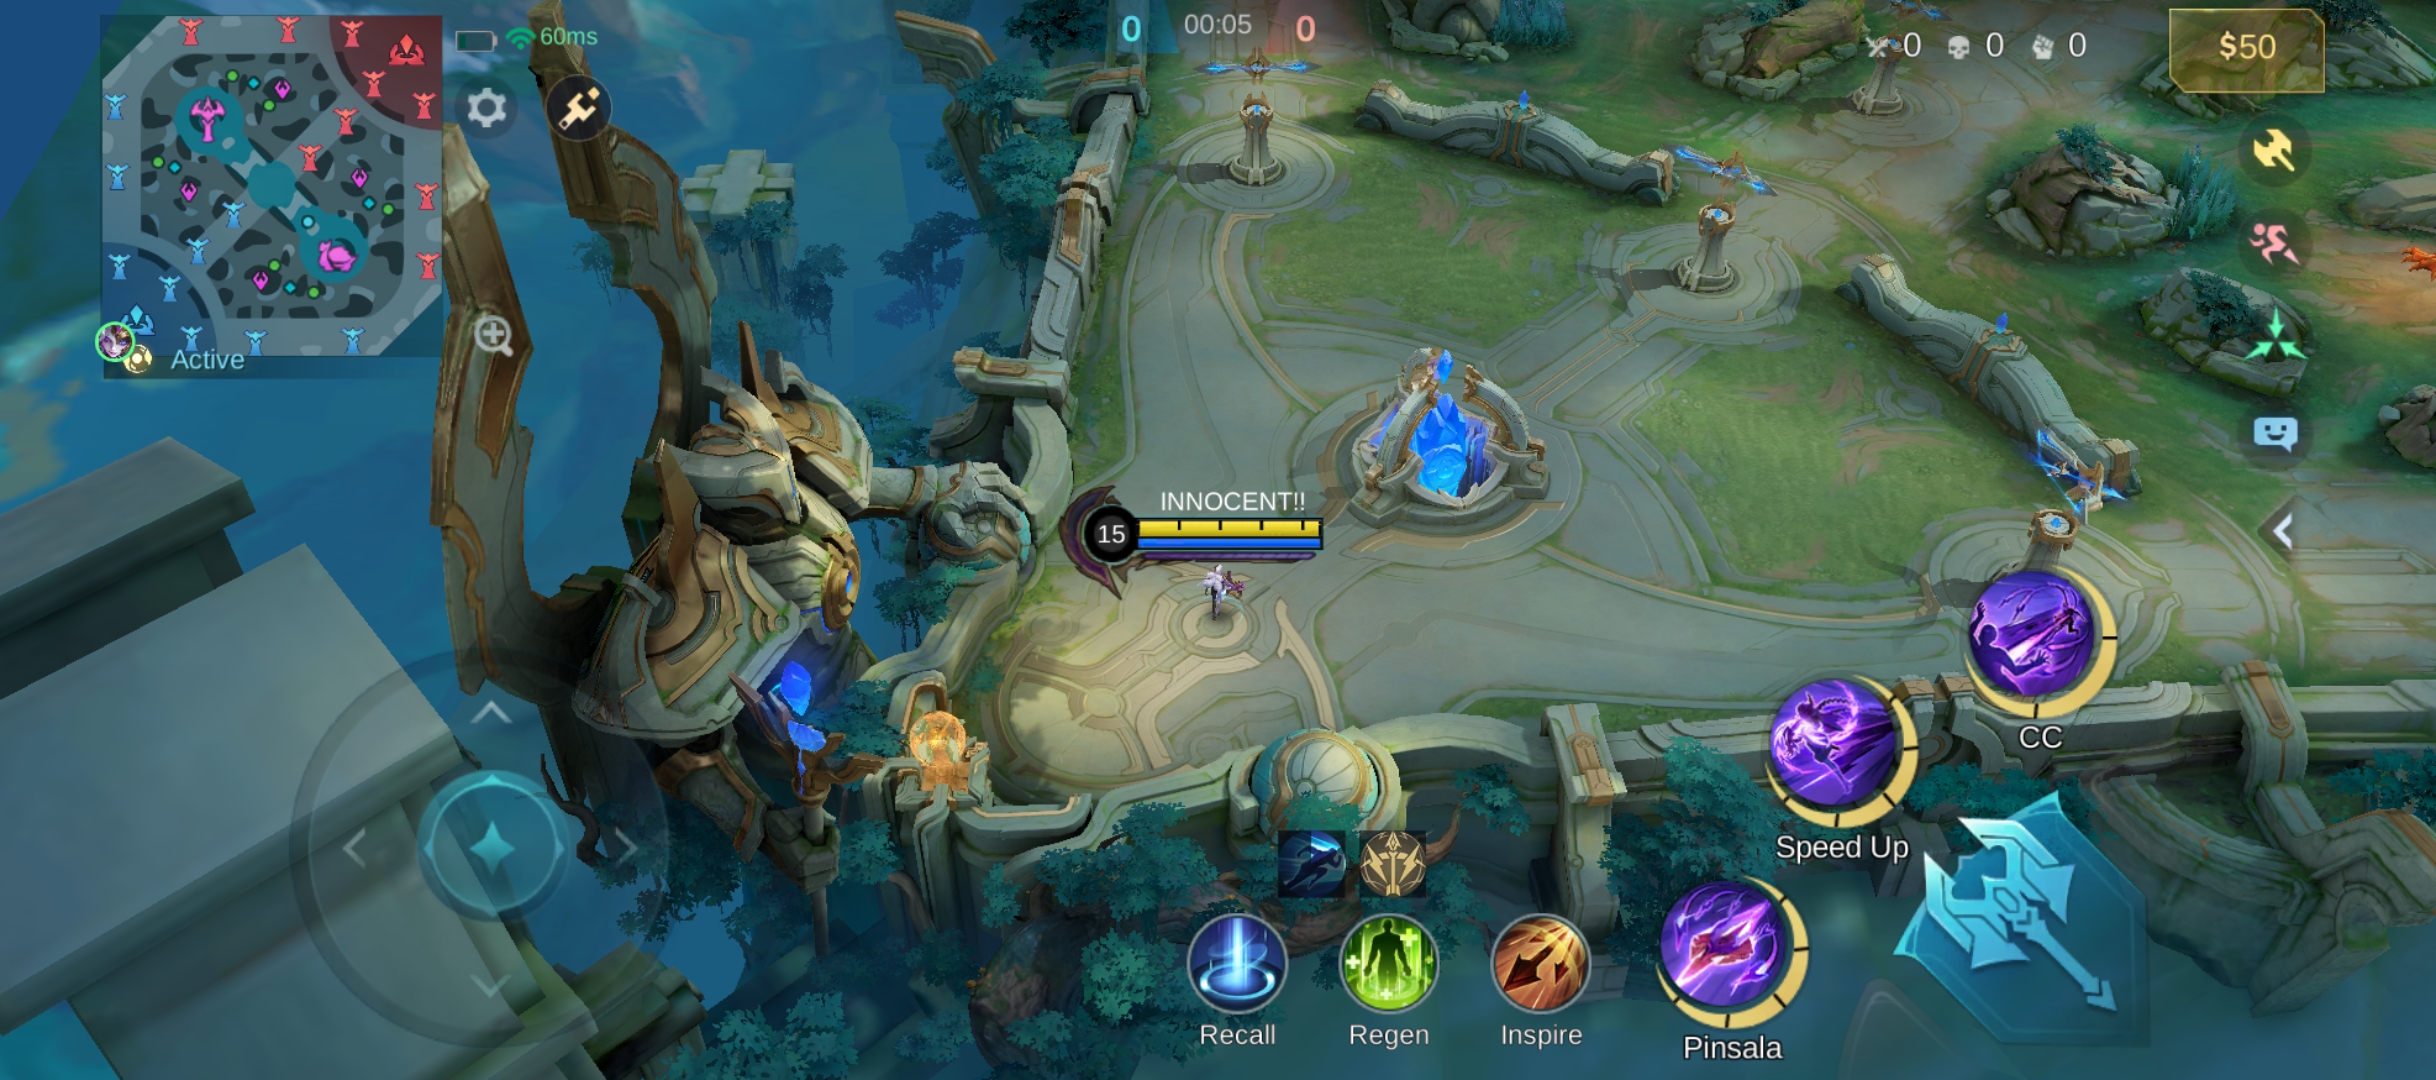 60ms
0 00:05 0
0 0 0
$50
Active
INNOCENT!!
15
CC
Speed Up
Recall
Regen
Inspire
Pinsala